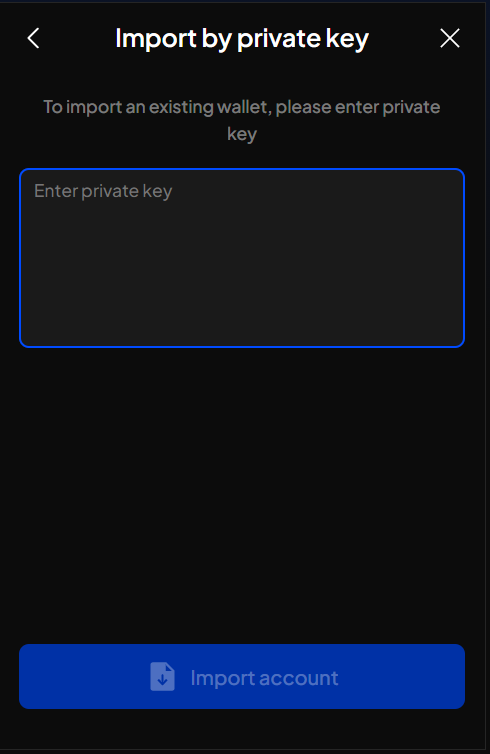 Import by private key
To import an existing wallet, please enter private
key
Enter private key
Import account